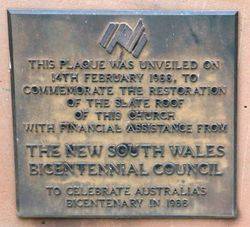 THIS PLAQUE WAS UNVEILED ON
14TH FEBRUARY 1988, TO
COMMEMORATE THE RESTORATION
OF THE SLATE ROOF
OF THIS CHURCH
WITH FINANCIAL ASSISTANCE FROM
THE NEW SOUTH WALES
BICENTENNIAL COUNCIL
TO CELEBRATE AUSTRALIA'S
BICENTENARY IN 1988